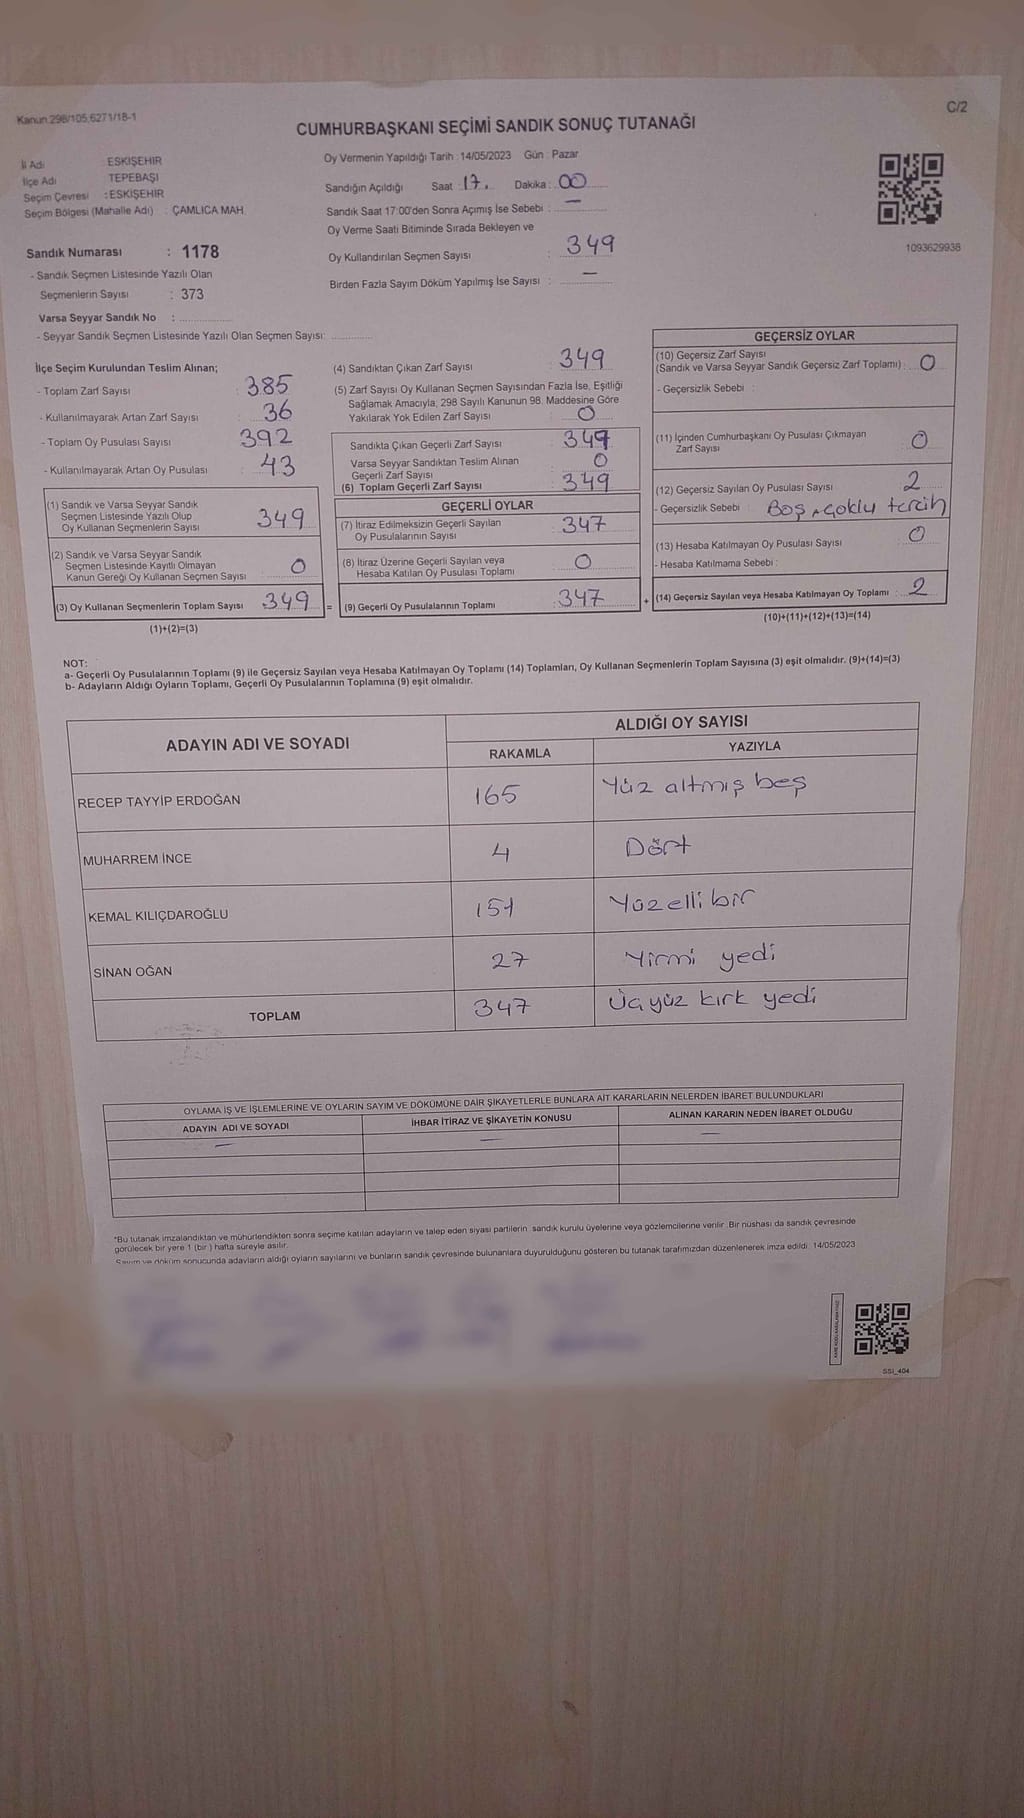 Kanun.298/105,6271/18-1
C/2
CUMHURBAŞKANI SEÇİMİ SANDIK SONUÇ TUTANAĞI
İl Adı : ESKİŞEHİR
İlçe Adı : TEPEBAŞI
Seçim Çevresi : ESKİŞEHİR
Seçim Bölgesi (Mahalle Adı) : ÇAMLICA MAH.
Oy Vermenin Yapıldığı Tarih : 14/05/2023 Gün : Pazar
Sandığın Açıldığı Saat : 17. Dakika : 00
Sandık Saat 17:00'den Sonra Açımış İse Sebebi : —
Oy Verme Saati Bitiminde Sırada Bekleyen ve
Oy Kullandırılan Seçmen Sayısı : 349
Birden Fazla Sayım Döküm Yapılmış İse Sayısı : —
1093629938
Sandık Numarası : 1178
- Sandık Seçmen Listesinde Yazılı Olan
Seçmenlerin Sayısı : 373
Varsa Seyyar Sandık No :
- Seyyar Sandık Seçmen Listesinde Yazılı Olan Seçmen Sayısı:
İlçe Seçim Kurulundan Teslim Alınan;
- Toplam Zarf Sayısı : 385
- Kullanılmayarak Artan Zarf Sayısı : 36
- Toplam Oy Pusulası Sayısı : 392
- Kullanılmayarak Artan Oy Pusulası : 43
(1) Sandık ve Varsa Seyyar Sandık
Seçmen Listesinde Yazılı Olup
Oy Kullanan Seçmenlerin Sayısı : 349
(2) Sandık ve Varsa Seyyar Sandık
Seçmen Listesinde Kayıtlı Olmayan
Kanun Gereği Oy Kullanan Seçmen Sayısı : 0
(3) Oy Kullanan Seçmenlerin Toplam Sayısı : 349
(1)+(2)=(3)
(4) Sandıktan Çıkan Zarf Sayısı : 349
(5) Zarf Sayısı Oy Kullanan Seçmen Sayısından Fazla İse, Eşitliği
Sağlamak Amacıyla, 298 Sayılı Kanunun 98. Maddesine Göre
Yakılarak Yok Edilen Zarf Sayısı : 0
Sandıkta Çıkan Geçerli Zarf Sayısı : 349
Varsa Seyyar Sandıktan Teslim Alınan
Geçerli Zarf Sayısı : 0
(6) Toplam Geçerli Zarf Sayısı : 349
GEÇERLİ OYLAR
(7) İtiraz Edilmeksizin Geçerli Sayılan
Oy Pusulalarının Sayısı : 347
(8) İtiraz Üzerine Geçerli Sayılan veya
Hesaba Katılan Oy Pusulası Toplamı : 0
= (9) Geçerli Oy Pusulalarının Toplamı : 347 +
GEÇERSİZ OYLAR
(10) Geçersiz Zarf Sayısı
(Sandık ve Varsa Seyyar Sandık Geçersiz Zarf Toplamı) : 0
- Geçersizlik Sebebi :
(11) İçinden Cumhurbaşkanı Oy Pusulası Çıkmayan
Zarf Sayısı : 0
(12) Geçersiz Sayılan Oy Pusulası Sayısı : 2
- Geçersizlik Sebebi : Boş, çoklu tercih
(13) Hesaba Katılmayan Oy Pusulası Sayısı : 0
- Hesaba Katılmama Sebebi :
(14) Geçersiz Sayılan veya Hesaba Katılmayan Oy Toplamı : 2
(10)+(11)+(12)+(13)=(14)
NOT:
a- Geçerli Oy Pusulalarının Toplamı (9) ile Geçersiz Sayılan veya Hesaba Katılmayan Oy Toplamı (14) Toplamları, Oy Kullanan Seçmenlerin Toplam Sayısına (3) eşit olmalıdır. (9)+(14)=(3)
b- Adayların Aldığı Oyların Toplamı, Geçerli Oy Pusulalarının Toplamına (9) eşit olmalıdır.
ADAYIN ADI VE SOYADI
ALDIĞI OY SAYISI
RAKAMLA YAZIYLA
RECEP TAYYİP ERDOĞAN 165 Yüz altmış beş
MUHARREM İNCE 4 Dört
KEMAL KILIÇDAROĞLU 151 Yüzelli bir
SİNAN OĞAN 27 Yirmi yedi
TOPLAM 347 Üçyüz kırk yedi
OYLAMA İŞ VE İŞLEMLERİNE VE OYLARIN SAYIM VE DÖKÜMÜNE DAİR ŞİKAYETLERLE BUNLARA AİT KARARLARIN NELERDEN İBARET BULUNDUKLARI
ADAYIN ADI VE SOYADI İHBAR İTİRAZ VE ŞİKAYETİN KONUSU ALINAN KARARIN NEDEN İBARET OLDUĞU
— — —
*Bu tutanak imzalandıktan ve mühürlendikten sonra seçime katılan adayların ve talep eden siyasi partilerin sandık kurulu üyelerine veya gözlemcilerine verilir. Bir nüshası da sandık çevresinde
görülecek bir yere 1 (bir) hafta süreyle asılır.
Sayım ve döküm sonucunda adayların aldığı oyların sayılarını ve bunların sandık çevresinde bulunanlara duyurulduğunu gösteren bu tutanak tarafımızdan düzenlenerek imza edildi. 14/05/2023
SSI_404